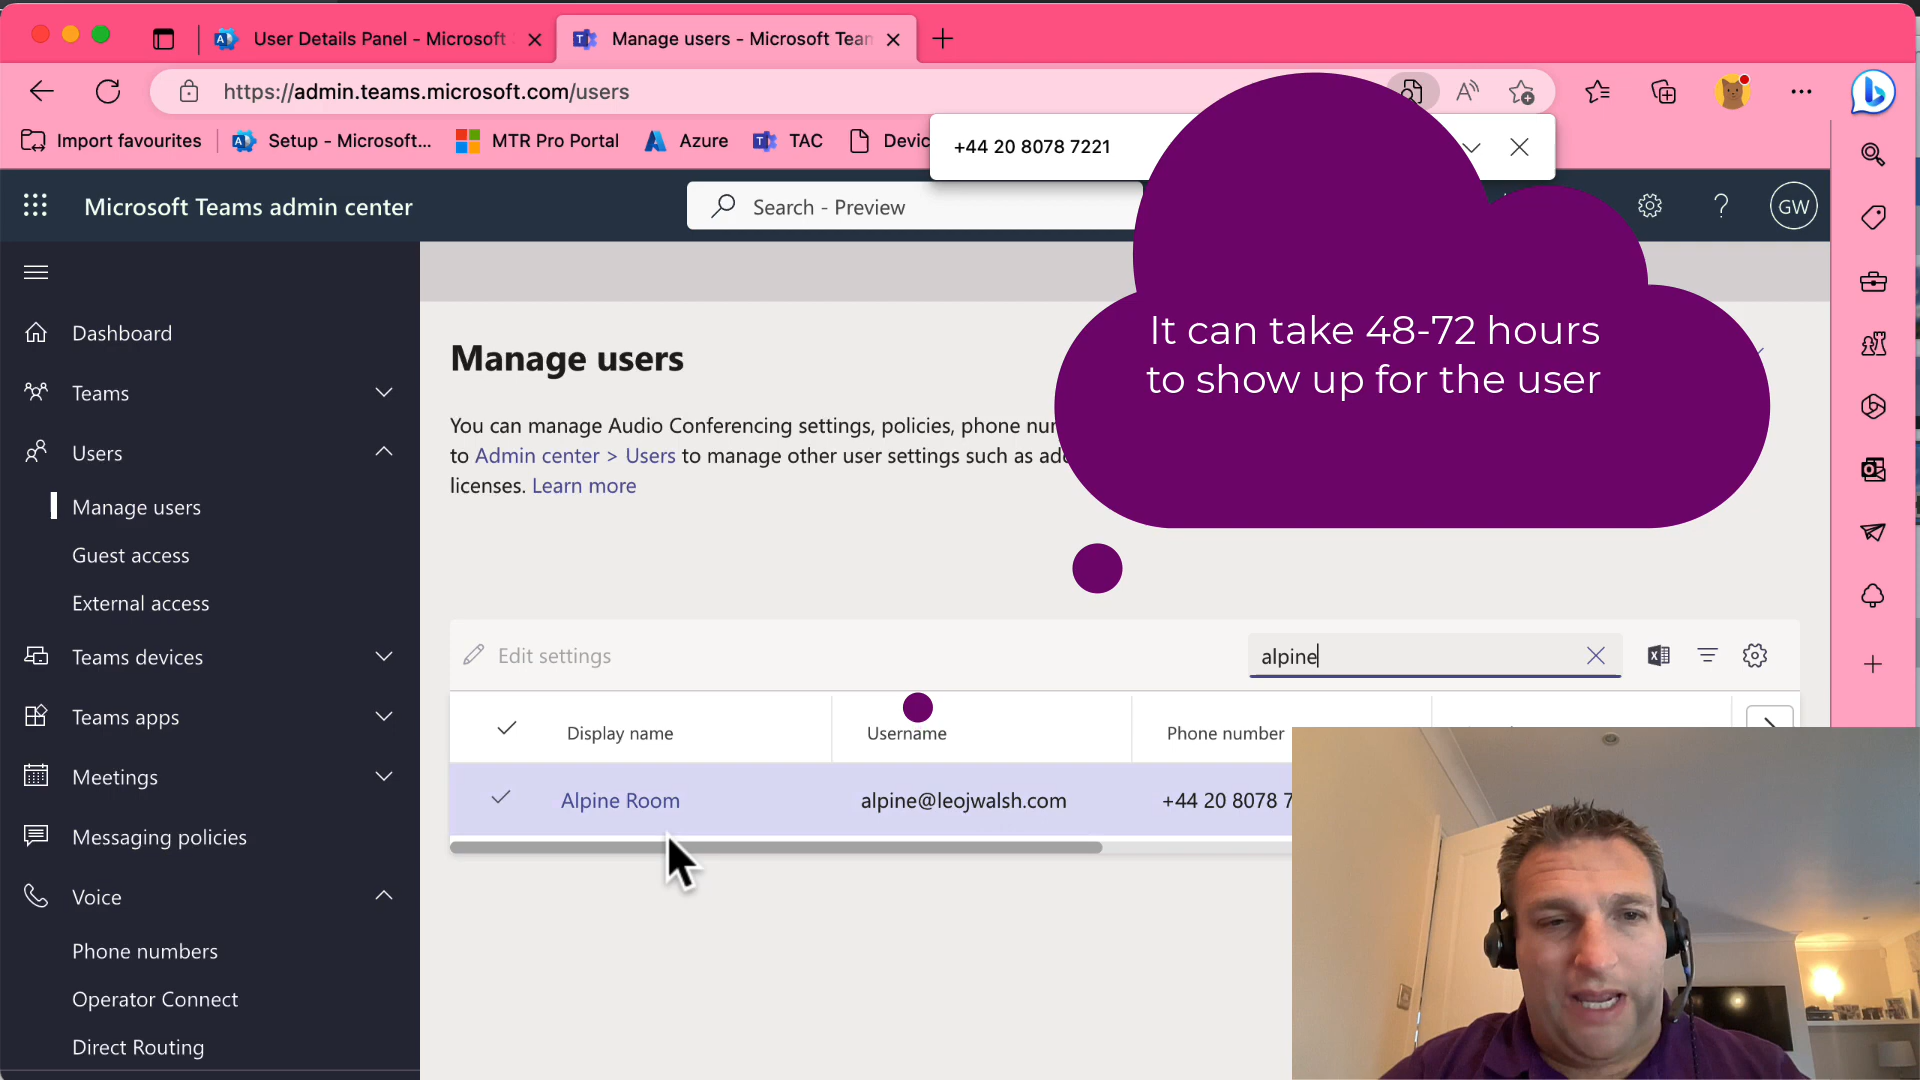 User Details Panel - Microsoft
Manage users - Microsoft Tean
https://admin.teams.microsoft.com/users
Import favourites
Setup - Microsoft...
MTR Pro Portal
Azure
TAC
Devic
+44 20 8078 7221
Microsoft Teams admin center
Search - Preview
GW
Dashboard
Teams
Users
Manage users
Guest access
External access
Teams devices
Teams apps
Meetings
Messaging policies
Voice
Phone numbers
Operator Connect
Direct Routing
Manage users
You can manage Audio Conferencing settings, policies, phone nur
to Admin center > Users to manage other user settings such as add
licenses. Learn more
It can take 48-72 hours
to show up for the user
Edit settings
alpine
Display name
Username
Phone number
Alpine Room
alpine@leojwalsh.com
+44 20 8078 7